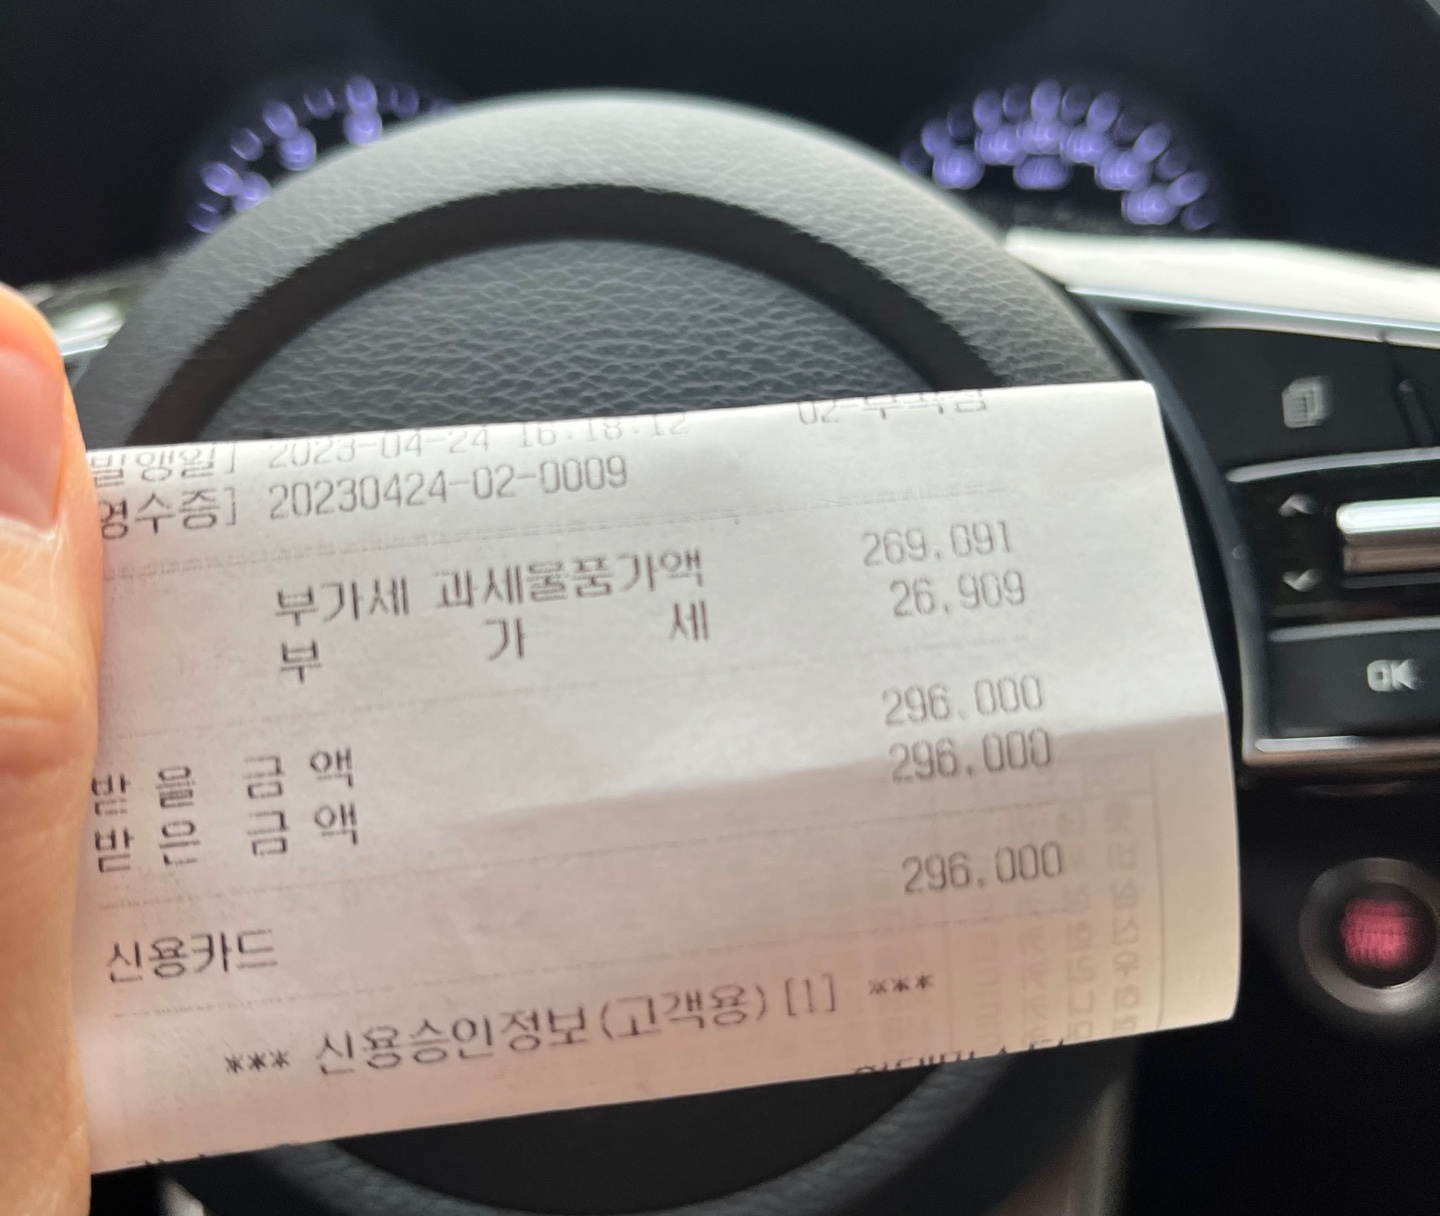 발행일] 2023-04-24 16:18:12
영수증] 20230424-02-0009
부가세 과세물품가액 269,091
부 가 세 26,909
받 을 금 액 296,000
받 은 금 액 296,000
신용카드 296,000
*** 신용승인정보(고객용) [1] ***
OK